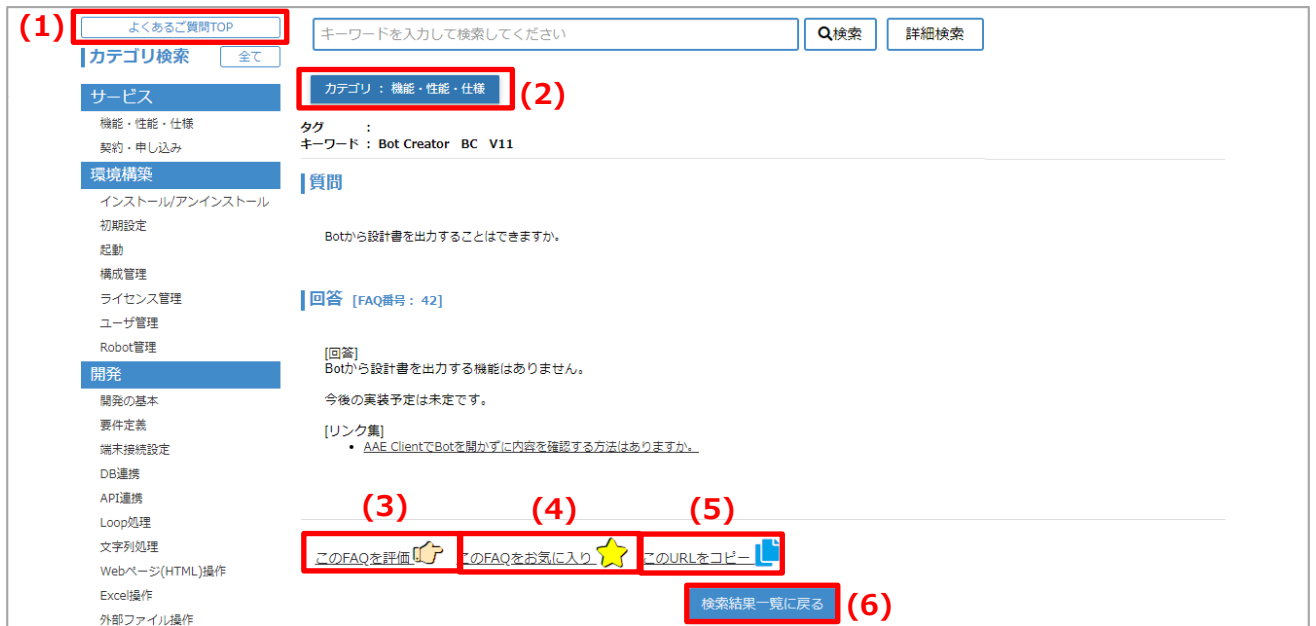 (1)
よくあるご質問TOP
キーワードを入力して検索してください
検索
詳細検索
カテゴリ検索
全て
サービス
機能・性能・仕様
契約・申し込み
環境構築
インストール/アンインストール
初期設定
起動
構成管理
ライセンス管理
ユーザ管理
Robot管理
開発
開発の基本
要件定義
端末接続設定
DB連携
API連携
Loop処理
文字列処理
Webページ(HTML)操作
Excel操作
外部ファイル操作
カテゴリ : 機能・性能・仕様
(2)
タグ :
キーワード : Bot Creator BC V11
質問
Botから設計書を出力することはできますか。
回答 [FAQ番号 : 42]
[回答]
Botから設計書を出力する機能はありません。
今後の実装予定は未定です。
[リンク集]
• AAE ClientでBotを開かずに内容を確認する方法はありますか。
(3)
(4)
(5)
このFAQを評価
このFAQをお気に入り
このURLをコピー
検索結果一覧に戻る
(6)